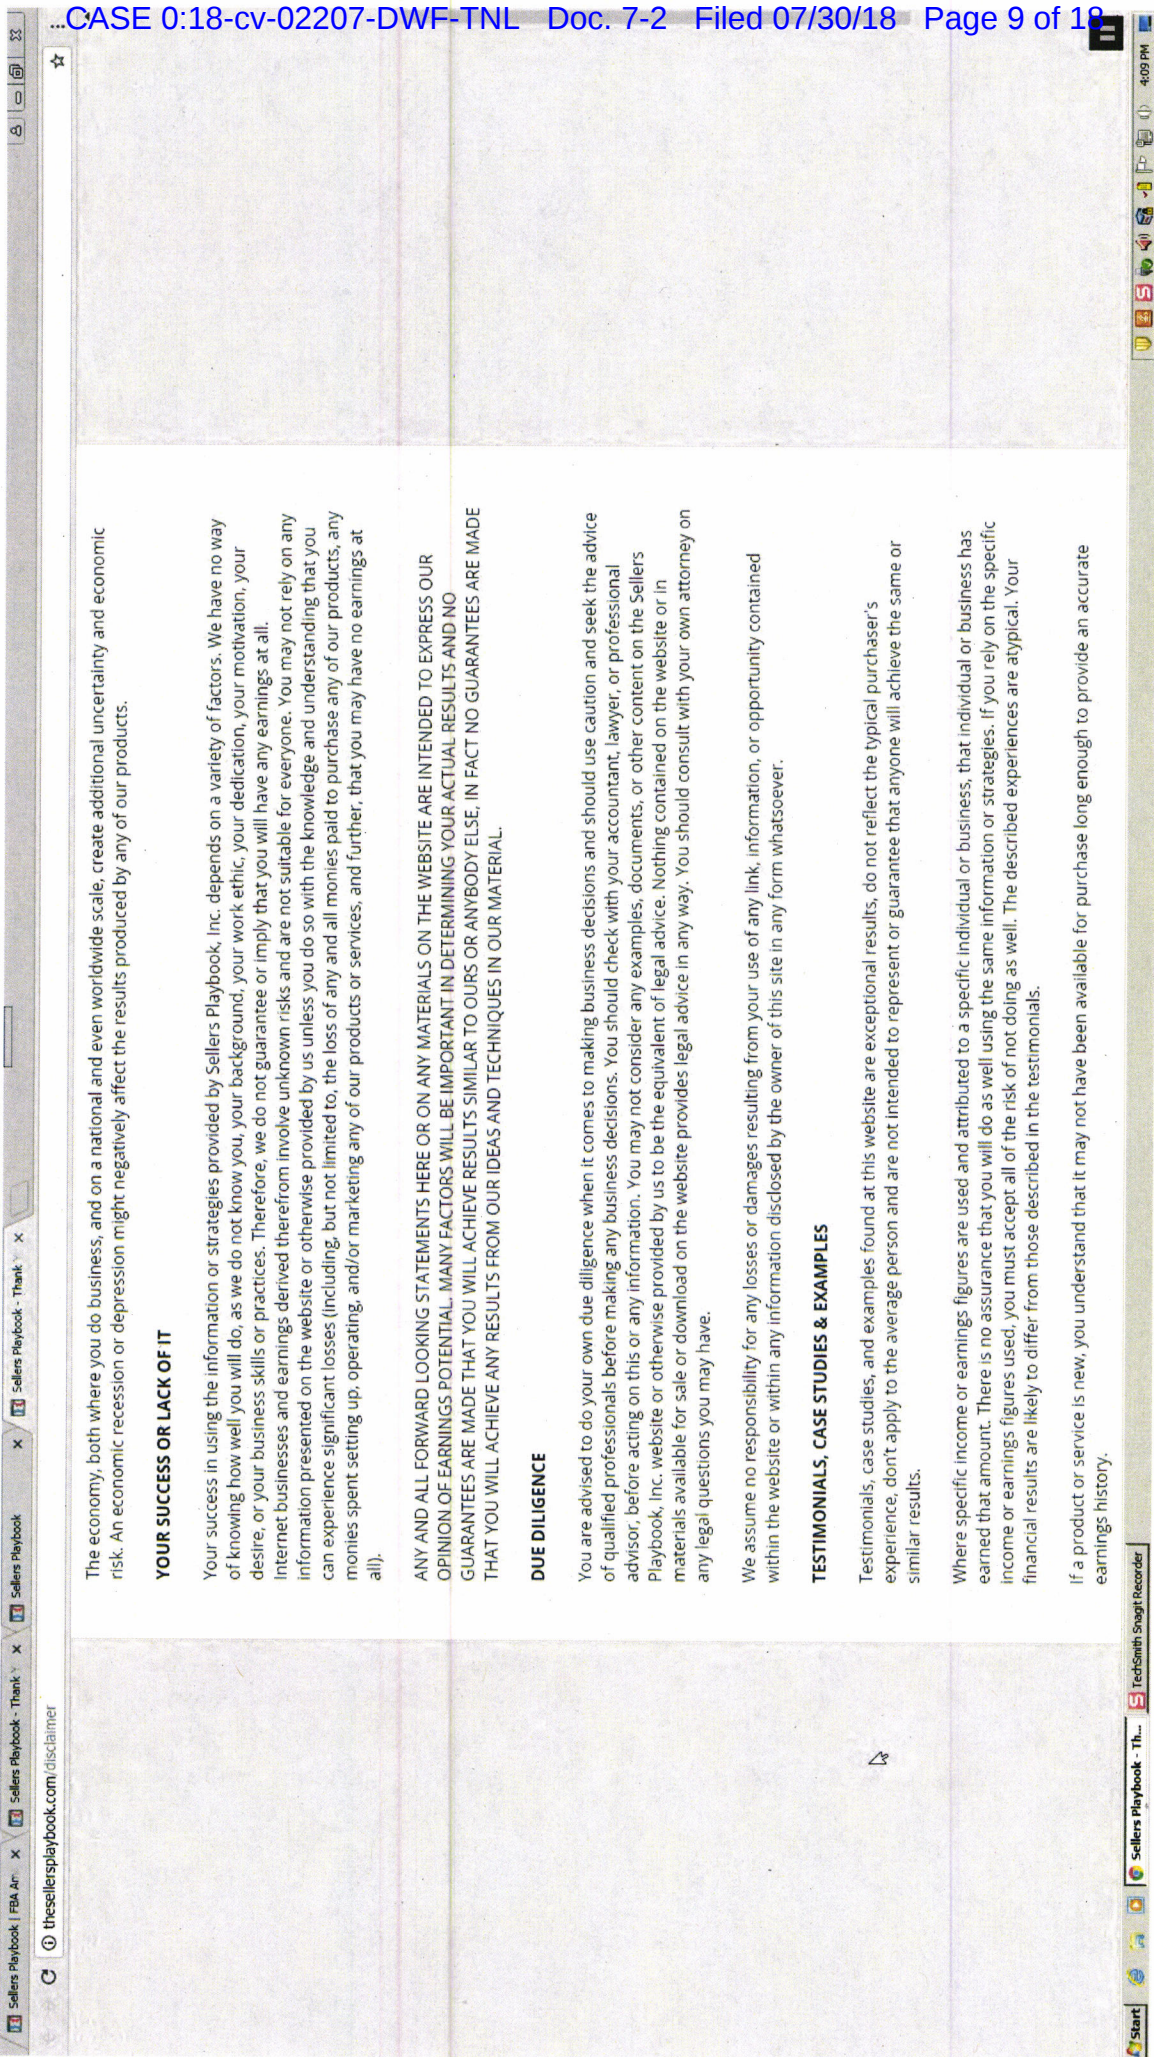 CASE 0:18-cv-02207-DWF-TNL Doc. 7-2 Filed 07/30/18 Page 9 of 18
Sellers Playbook | FBA Am
Sellers Playbook - Thank Y
Sellers Playbook
Sellers Playbook - Thank Y
thesellersplaybook.com/disclaimer
The economy, both where you do business, and on a national and even worldwide scale, create additional uncertainty and economic
risk. An economic recession or depression might negatively affect the results produced by any of our products.
YOUR SUCCESS OR LACK OF IT
Your success in using the information or strategies provided by Sellers Playbook, Inc. depends on a variety of factors. We have no way
of knowing how well you will do, as we do not know you, your background, your work ethic, your dedication, your motivation, your
desire, or your business skills or practices. Therefore, we do not guarantee or imply that you will have any earnings at all.
Internet businesses and earnings derived therefrom involve unknown risks and are not suitable for everyone. You may not rely on any
information presented on the website or otherwise provided by us unless you do so with the knowledge and understanding that you
can experience significant losses (including, but not limited to, the loss of any and all monies paid to purchase any of our products, any
monies spent setting up, operating, and/or marketing any of our products or services, and further, that you may have no earnings at
all).
ANY AND ALL FORWARD LOOKING STATEMENTS HERE OR ON ANY MATERIALS ON THE WEBSITE ARE INTENDED TO EXPRESS OUR
OPINION OF EARNINGS POTENTIAL. MANY FACTORS WILL BE IMPORTANT IN DETERMINING YOUR ACTUAL RESULTS AND NO
GUARANTEES ARE MADE THAT YOU WILL ACHIEVE RESULTS SIMILAR TO OURS OR ANYBODY ELSE, IN FACT NO GUARANTEES ARE MADE
THAT YOU WILL ACHIEVE ANY RESULTS FROM OUR IDEAS AND TECHNIQUES IN OUR MATERIAL.
DUE DILIGENCE
You are advised to do your own due diligence when it comes to making business decisions and should use caution and seek the advice
of qualified professionals before making any business decisions. You should check with your accountant, lawyer, or professional
advisor, before acting on this or any information. You may not consider any examples, documents, or other content on the Sellers
Playbook, Inc. website or otherwise provided by us to be the equivalent of legal advice. Nothing contained on the website or in
materials available for sale or download on the website provides legal advice in any way. You should consult with your own attorney on
any legal questions you may have.
We assume no responsibility for any losses or damages resulting from your use of any link, information, or opportunity contained
within the website or within any information disclosed by the owner of this site in any form whatsoever.
TESTIMONIALS, CASE STUDIES & EXAMPLES
Testimonials, case studies, and examples found at this website are exceptional results, do not reflect the typical purchaser's
experience, don't apply to the average person and are not intended to represent or guarantee that anyone will achieve the same or
similar results.
Where specific income or earnings figures are used and attributed to a specific individual or business, that individual or business has
earned that amount. There is no assurance that you will do as well using the same information or strategies. If you rely on the specific
income or earnings figures used, you must accept all of the risk of not doing as well. The described experiences are atypical. Your
financial results are likely to differ from those described in the testimonials.
If a product or service is new, you understand that it may not have been available for purchase long enough to provide an accurate
earnings history.
Start
Sellers Playbook - Th...
TechSmith Snagit Recorder
4:09 PM